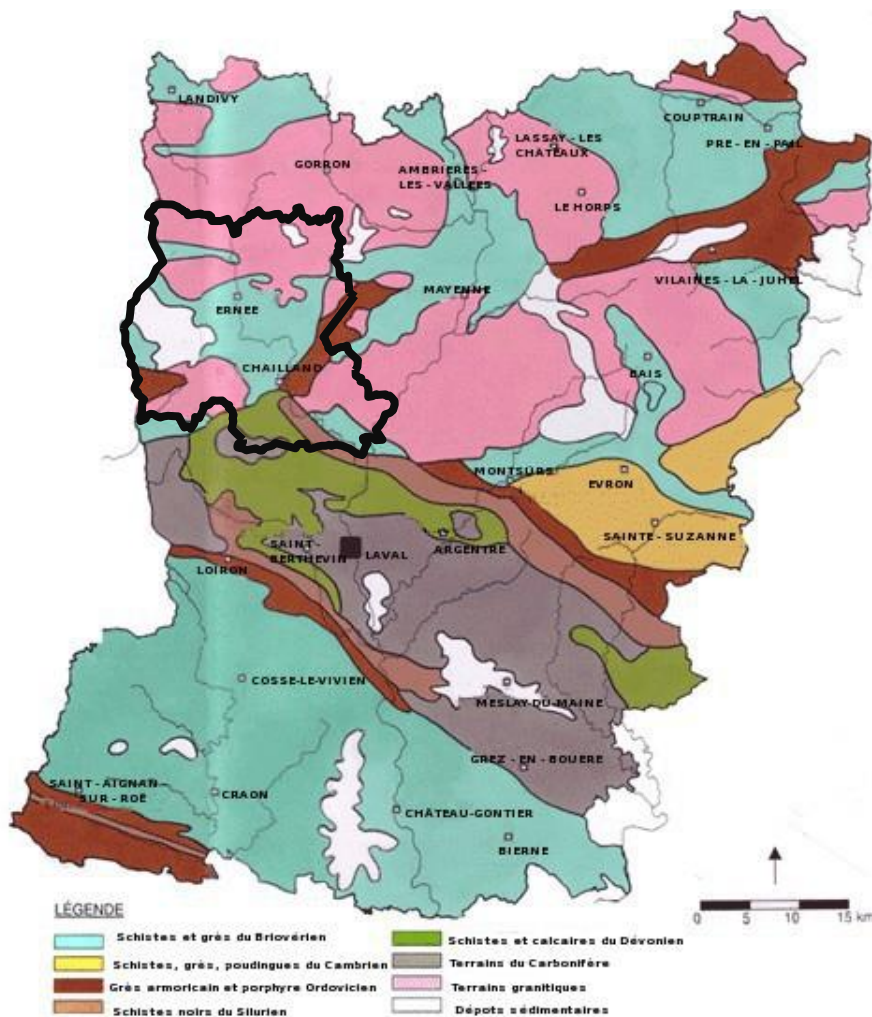 LANDIVY
COUPTRAIN
PRE - EN - PAIL
LASSAY - LES
CHÂTEAUX
GORRON
AMBRIERES -
LES - VALLEES
LE HORPS
VILAINES - LA - JUHEL
MAYENNE
ERNEE
CHAILLAND
BAIS
MONTSURS
EVRON
SAINTE - SUZANNE
SAINT -
BERTHEVIN
LAVAL
ARGENTRE
LOIRON
COSSE-LE-VIVIEN
MESLAY-DU-MAINE
GREZ - EN - BOUERE
SAINT - AIGNAN -
SUR - ROE
CRAON
CHÂTEAU-GONTIER
BIERNE
0 5 10 15 km
LÉGENDE
Schistes et grès du Briovérien
Schistes, grès, poudingues du Cambrien
Grès armoricain et porphyre Ordovicien
Schistes noirs du Silurien
Schistes et calcaires du Dévonien
Terrains du Carbonifère
Terrains granitiques
Dépots sédimentaires